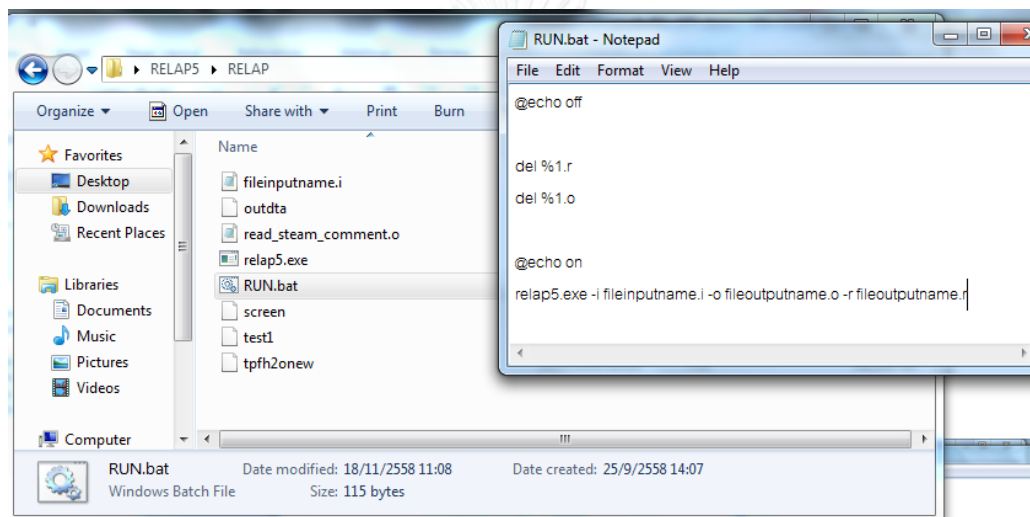 RELAP5 ▸ RELAP
Organize
Open
Share with
Print
Burn
Favorites
Desktop
Downloads
Recent Places
Libraries
Documents
Music
Pictures
Videos
Computer
Name
fileinputname.i
outdta
read_steam_comment.o
relap5.exe
RUN.bat
screen
test1
tpfh2onew
RUN.bat
Date modified: 18/11/2558 11:08
Date created: 25/9/2558 14:07
Windows Batch File
Size: 115 bytes
RUN.bat - Notepad
File Edit Format View Help
@echo off
del %1.r
del %1.o
@echo on
relap5.exe -i fileinputname.i -o fileoutputname.o -r fileoutputname.r